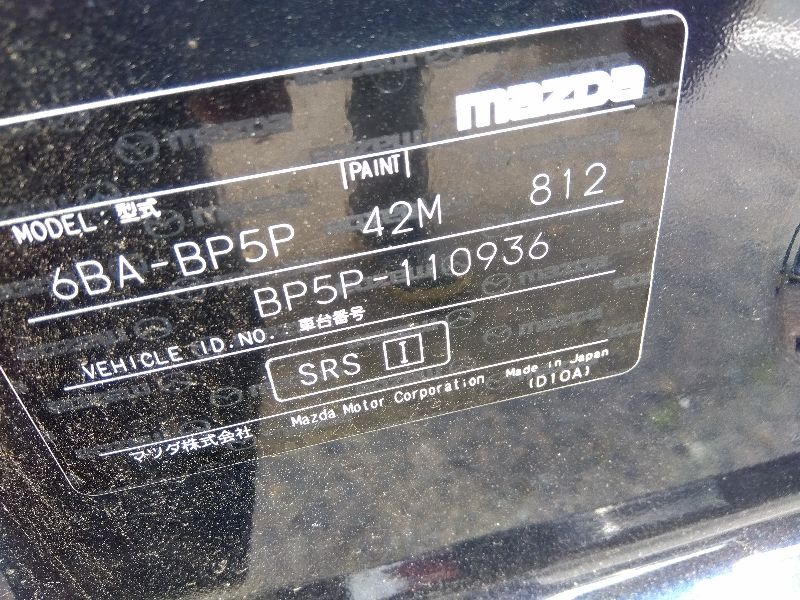 mazda
PAINT
MODEL・型式
6BA-BP5P 42M 812
BP5P-110936
VEHICLE ID.NO.・車台番号
SRS I
マツダ株式会社 Mazda Motor Corporation Made in Japan
(D10A)